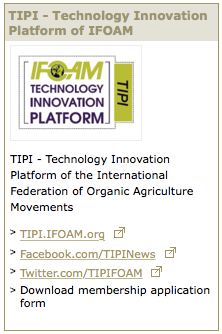 TIPI - Technology Innovation
Platform of IFOAM
IFOAM
TECHNOLOGY
INNOVATION
PLATFORM
TIPI
TIPI - Technology Innovation
Platform of the International
Federation of Organic Agriculture
Movements
> TIPI.IFOAM.org
> Facebook.com/TIPINews
> Twitter.com/TIPIFOAM
> Download membership application
form